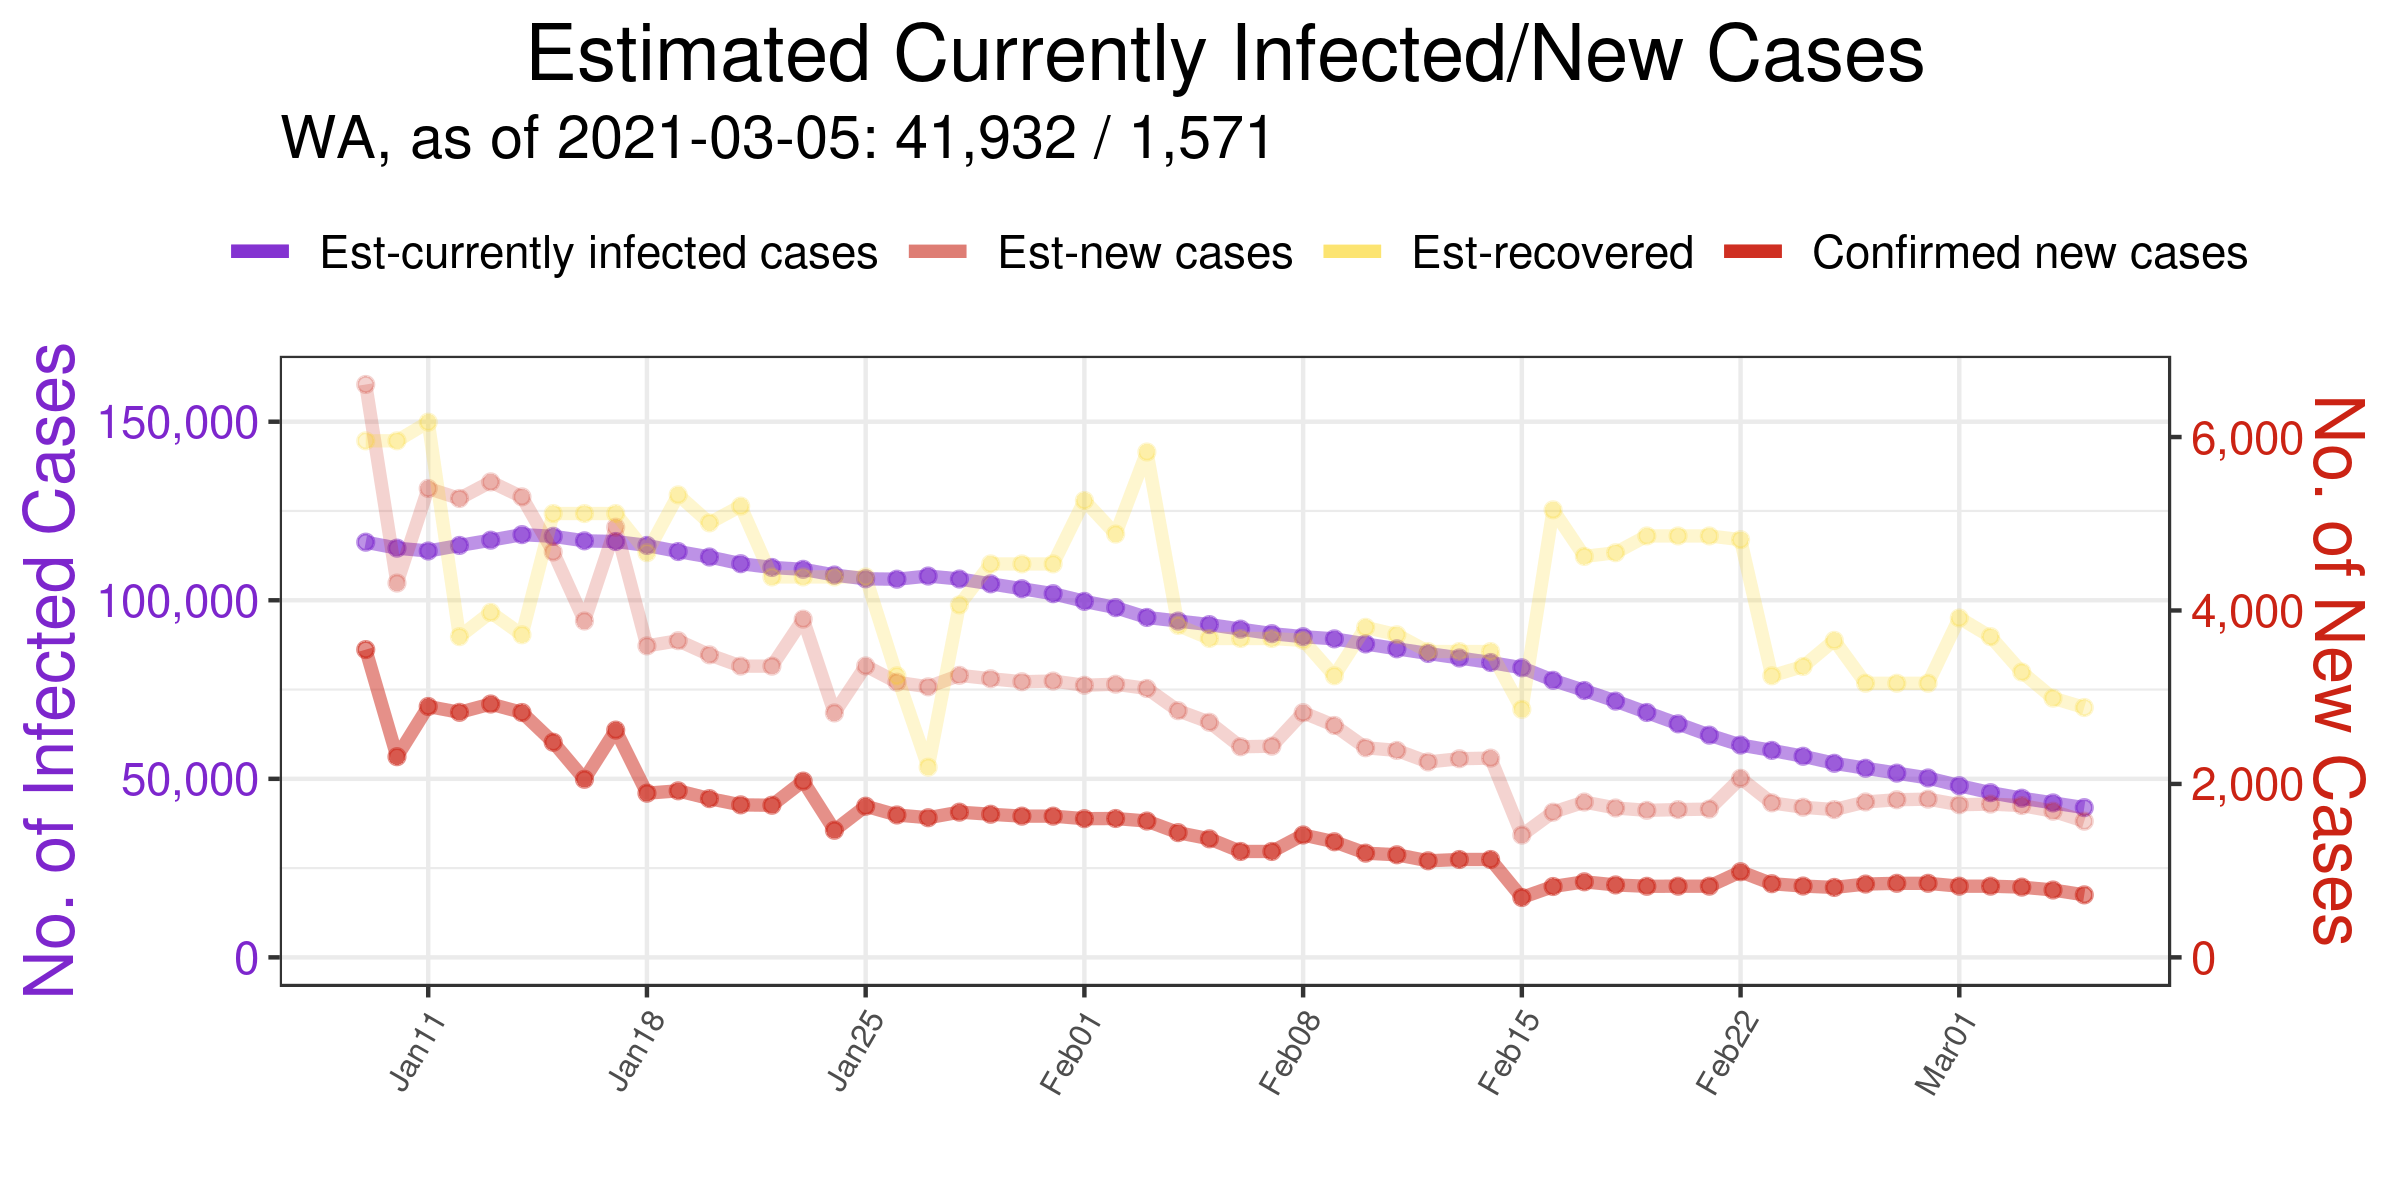 Estimated Currently Infected/New Cases
WA, as of 2021-03-05: 41,932 / 1,571
Est-currently infected cases Est-new cases Est-recovered Confirmed new cases
No. of Infected Cases
150,000
100,000
50,000
0
6,000
4,000
2,000
0
No. of New Cases
Jan11 Jan18 Jan25 Feb01 Feb08 Feb15 Feb22 Mar01